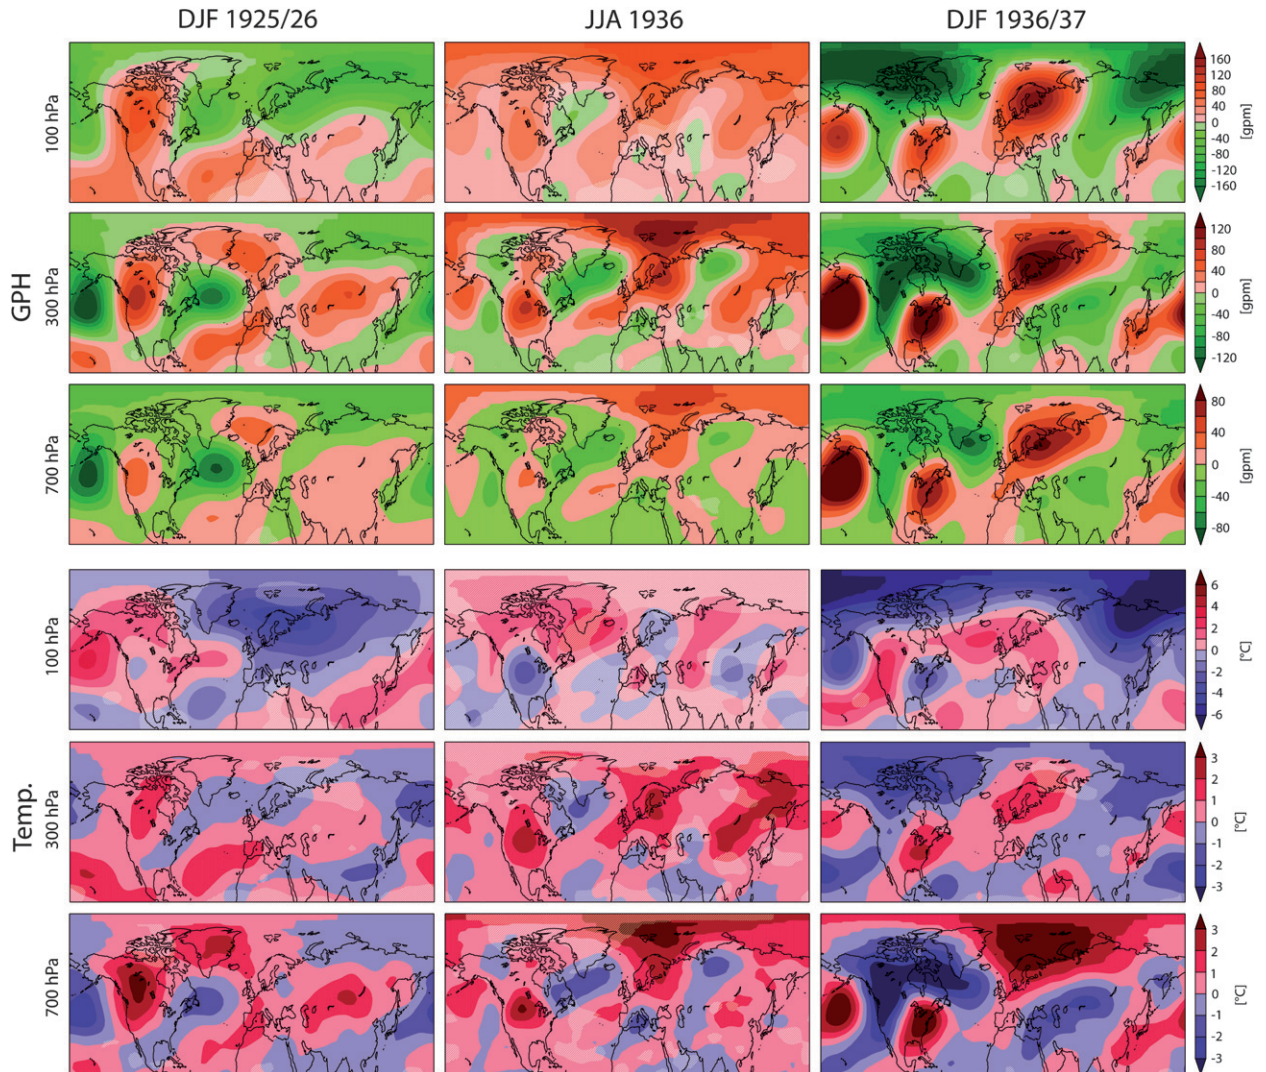 DJF 1925/26 JJA 1936 DJF 1936/37
GPH
100 hPa
160
120
80
40
0
-40
-80
-120
-160
[gpm]
300 hPa
120
80
40
0
-40
-80
-120
[gpm]
700 hPa
80
40
0
-40
-80
[gpm]
Temp.
100 hPa
6
4
2
0
-2
-4
-6
[°C]
300 hPa
3
2
1
0
-1
-2
-3
[°C]
700 hPa
3
2
1
0
-1
-2
-3
[°C]